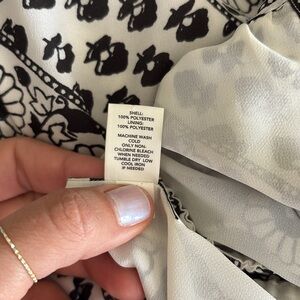 SHELL:
100% POLYESTER
LINING:
100% POLYESTER
MACHINE WASH
COLD
ONLY NON-
CHLORINE BLEACH
WHEN NEEDED
TUMBLE DRY LOW
COOL IRON
IF NEEDED